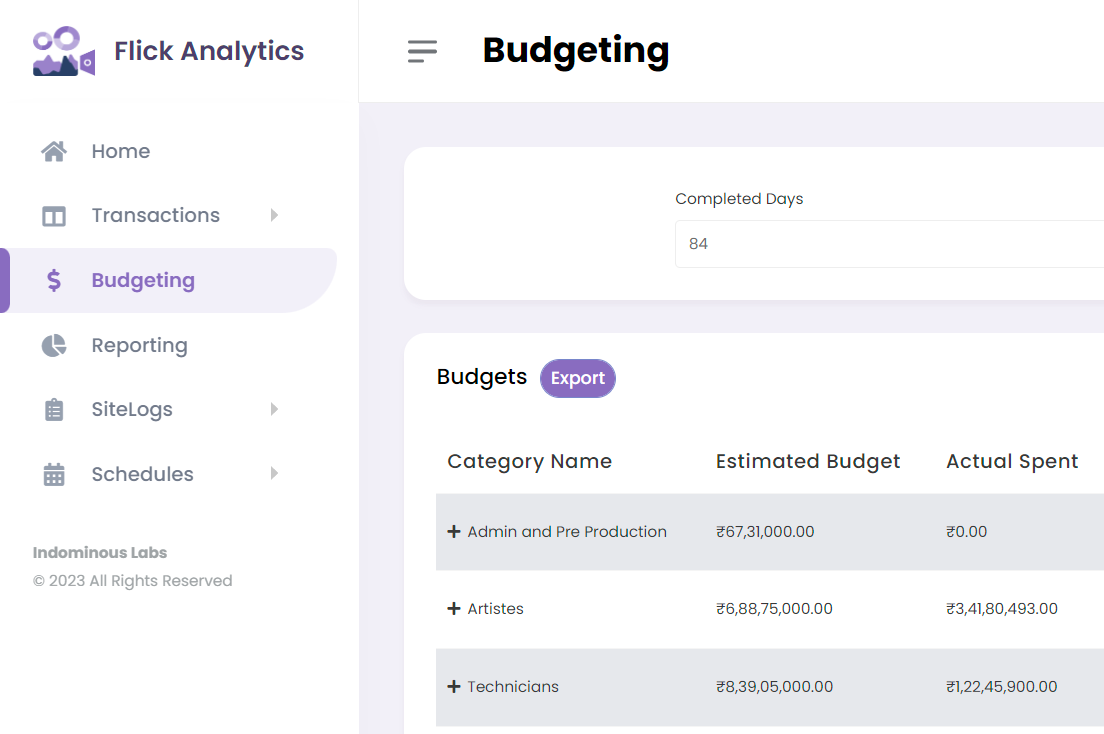 Flick Analytics
Budgeting
Home
Transactions
Budgeting
Reporting
SiteLogs
Schedules
Indominous Labs
© 2023 All Rights Reserved
Completed Days
84
Budgets Export
Category Name Estimated Budget Actual Spent
Admin and Pre Production ₹67,31,000.00 ₹0.00
Artistes ₹6,88,75,000.00 ₹3,41,80,493.00
Technicians ₹8,39,05,000.00 ₹1,22,45,900.00